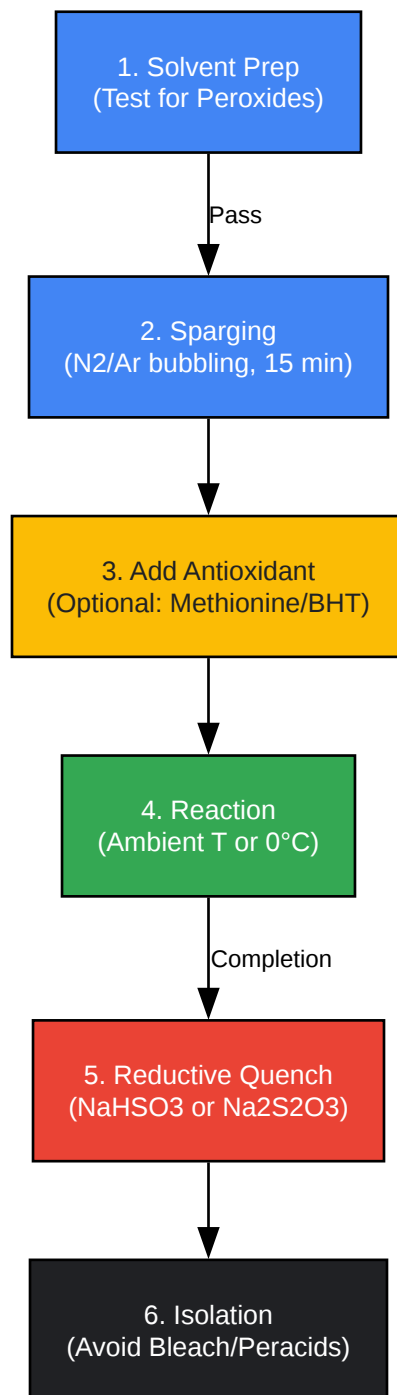 1. Solvent Prep
(Test for Peroxides)
Pass
2. Sparging
(N2/Ar bubbling, 15 min)
3. Add Antioxidant
(Optional: Methionine/BHT)
4. Reaction
(Ambient T or 0°C)
Completion
5. Reductive Quench
(NaHSO3 or Na2S2O3)
6. Isolation
(Avoid Bleach/Peracids)